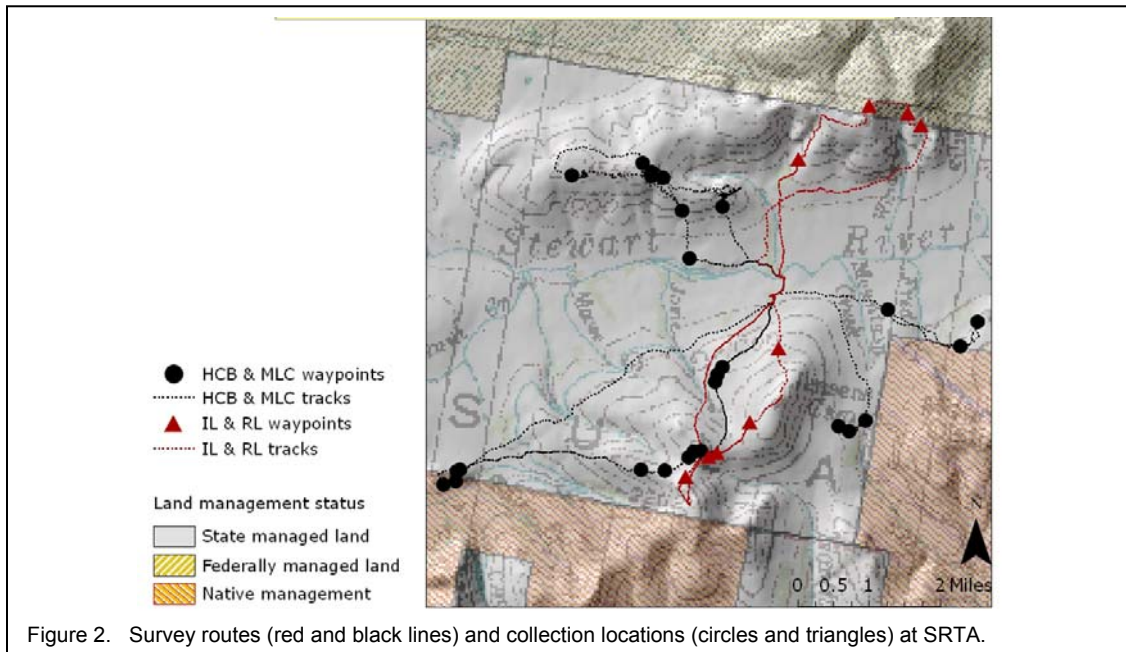 Stewart
River
S
U
A
HCB & MLC waypoints
HCB & MLC tracks
IL & RL waypoints
IL & RL tracks
Land management status
State managed land
Federally managed land
Native management
N
0 0.5 1 2 Miles
Figure 2. Survey routes (red and black lines) and collection locations (circles and triangles) at SRTA.